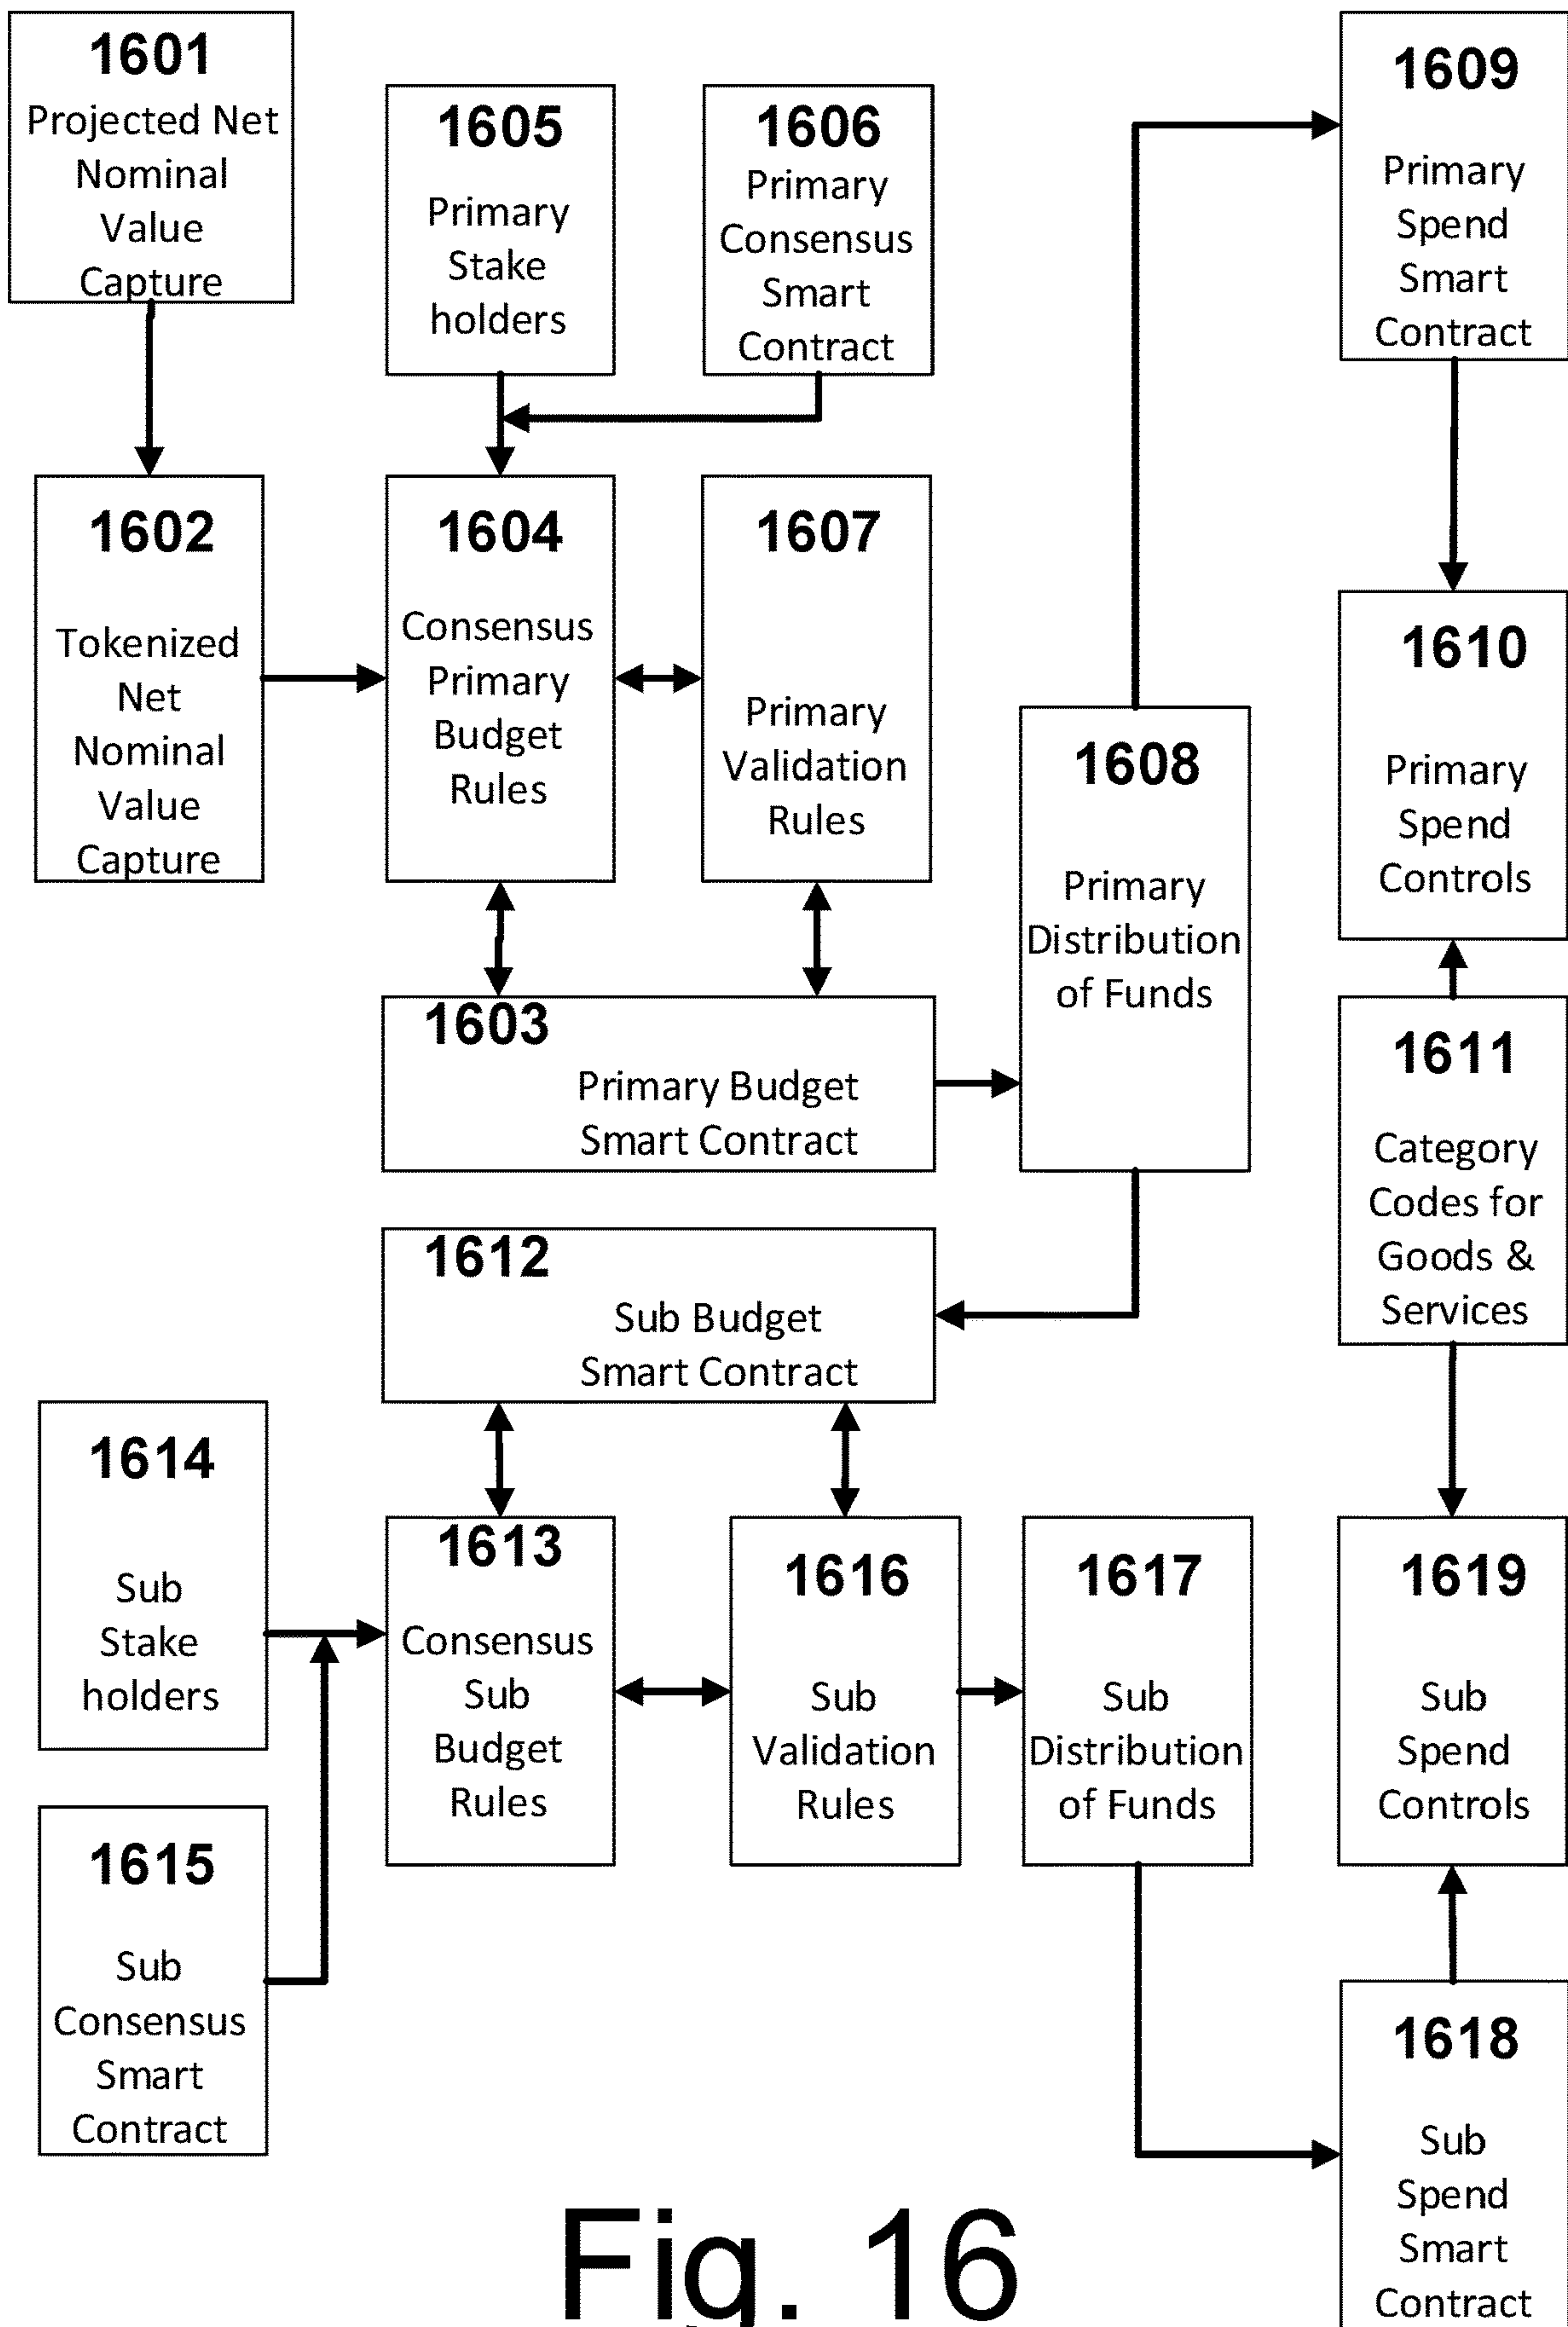 1601
Projected Net
Nominal
Value
Capture
1605
Primary
Stake
holders
1606
Primary
Consensus
Smart
Contract
1609
Primary
Spend
Smart
Contract
1602
Tokenized
Net
Nominal
Value
Capture
1604
Consensus
Primary
Budget
Rules
1607
Primary
Validation
Rules
1608
Primary
Distribution
of Funds
1610
Primary
Spend
Controls
1603
Primary Budget
Smart Contract
1611
Category
Codes for
Goods &
Services
1612
Sub Budget
Smart Contract
1614
Sub
Stake
holders
1613
Consensus
Sub
Budget
Rules
1616
Sub
Validation
Rules
1617
Sub
Distribution
of Funds
1619
Sub
Spend
Controls
1615
Sub
Consensus
Smart
Contract
1618
Sub
Spend
Smart
Contract
Fig. 16